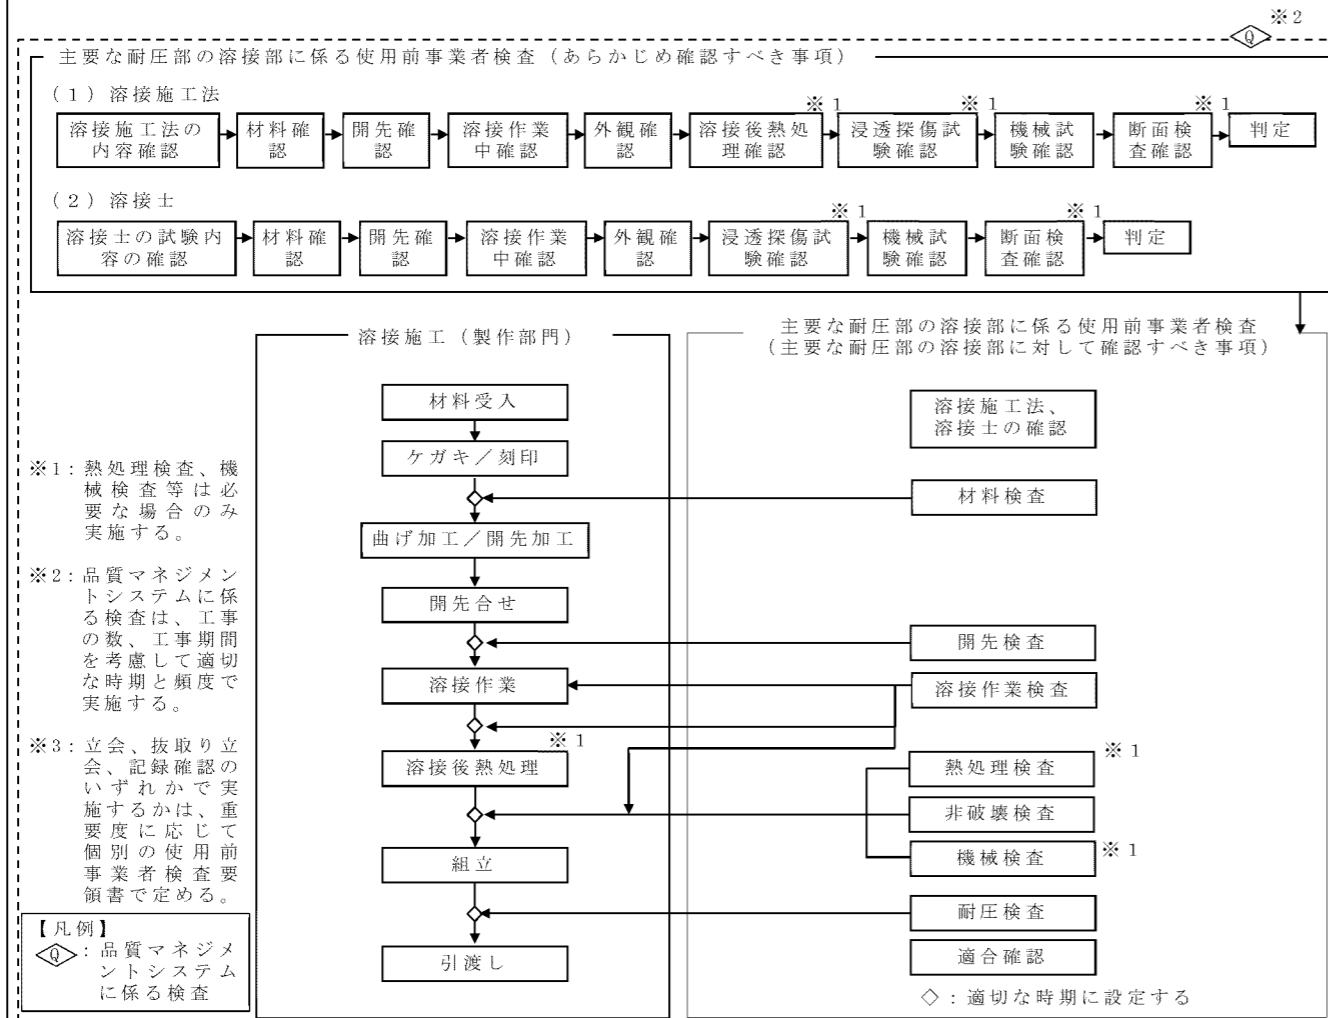 ※2
Q
主要な耐圧部の溶接部に係る使用前事業者検査(あらかじめ確認すべき事項)
(1)溶接施工法
※1
※1
※1
溶接施工法の
内容確認
材料確
認
開先確
認
溶接作業
中確認
外観確
認
溶接後熱処
理確認
浸透探傷試
験確認
機械試
験確認
断面検
査確認
判定
(2)溶接士
※1
※1
溶接士の試験内
容の確認
材料確
認
開先確
認
溶接作業
中確認
外観確
認
浸透探傷試
験確認
機械試
験確認
断面検
査確認
判定
溶接施工(製作部門)
材料受入
ケガキ/刻印
曲げ加工/開先加工
開先合せ
溶接作業
※1
溶接後熱処理
組立
引渡し
主要な耐圧部の溶接部に係る使用前事業者検査
(主要な耐圧部の溶接部に対して確認すべき事項)
溶接施工法、
溶接士の確認
材料検査
開先検査
溶接作業検査
※1
熱処理検査
非破壊検査
※1
機械検査
耐圧検査
適合確認
◇:適切な時期に設定する
※1:熱処理検査、機
械検査等は必
要な場合のみ
実施する。
※2:品質マネジメン
トシステムに係
る検査は、工事
の数、工事期間
を考慮して適切
な時期と頻度で
実施する。
※3:立会、抜取り立
会、記録確認の
いずれかで実
施するかは、重
要度に応じて
個別の使用前
事業者検査要
領書で定める。
【凡例】
Q:品質マネジメ
ントシステム
に係る検査